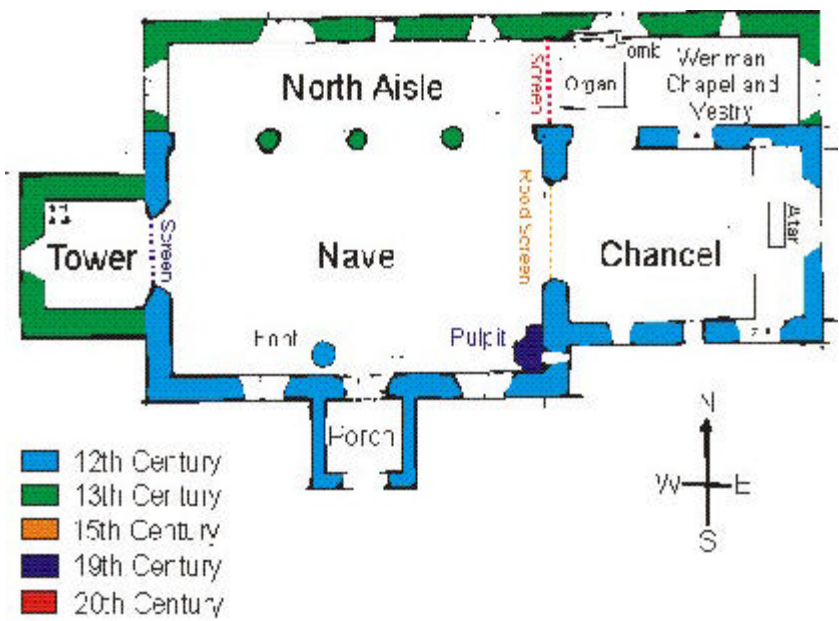 Tomb
Wenman
Chapel and
Vestry
Organ
Screen
North Aisle
Rood Screen
Altar
Tower
Screen
Nave
Chancel
Font
Pulpit
Porch
N
W E
S
12th Century
13th Century
15th Century
19th Century
20th Century